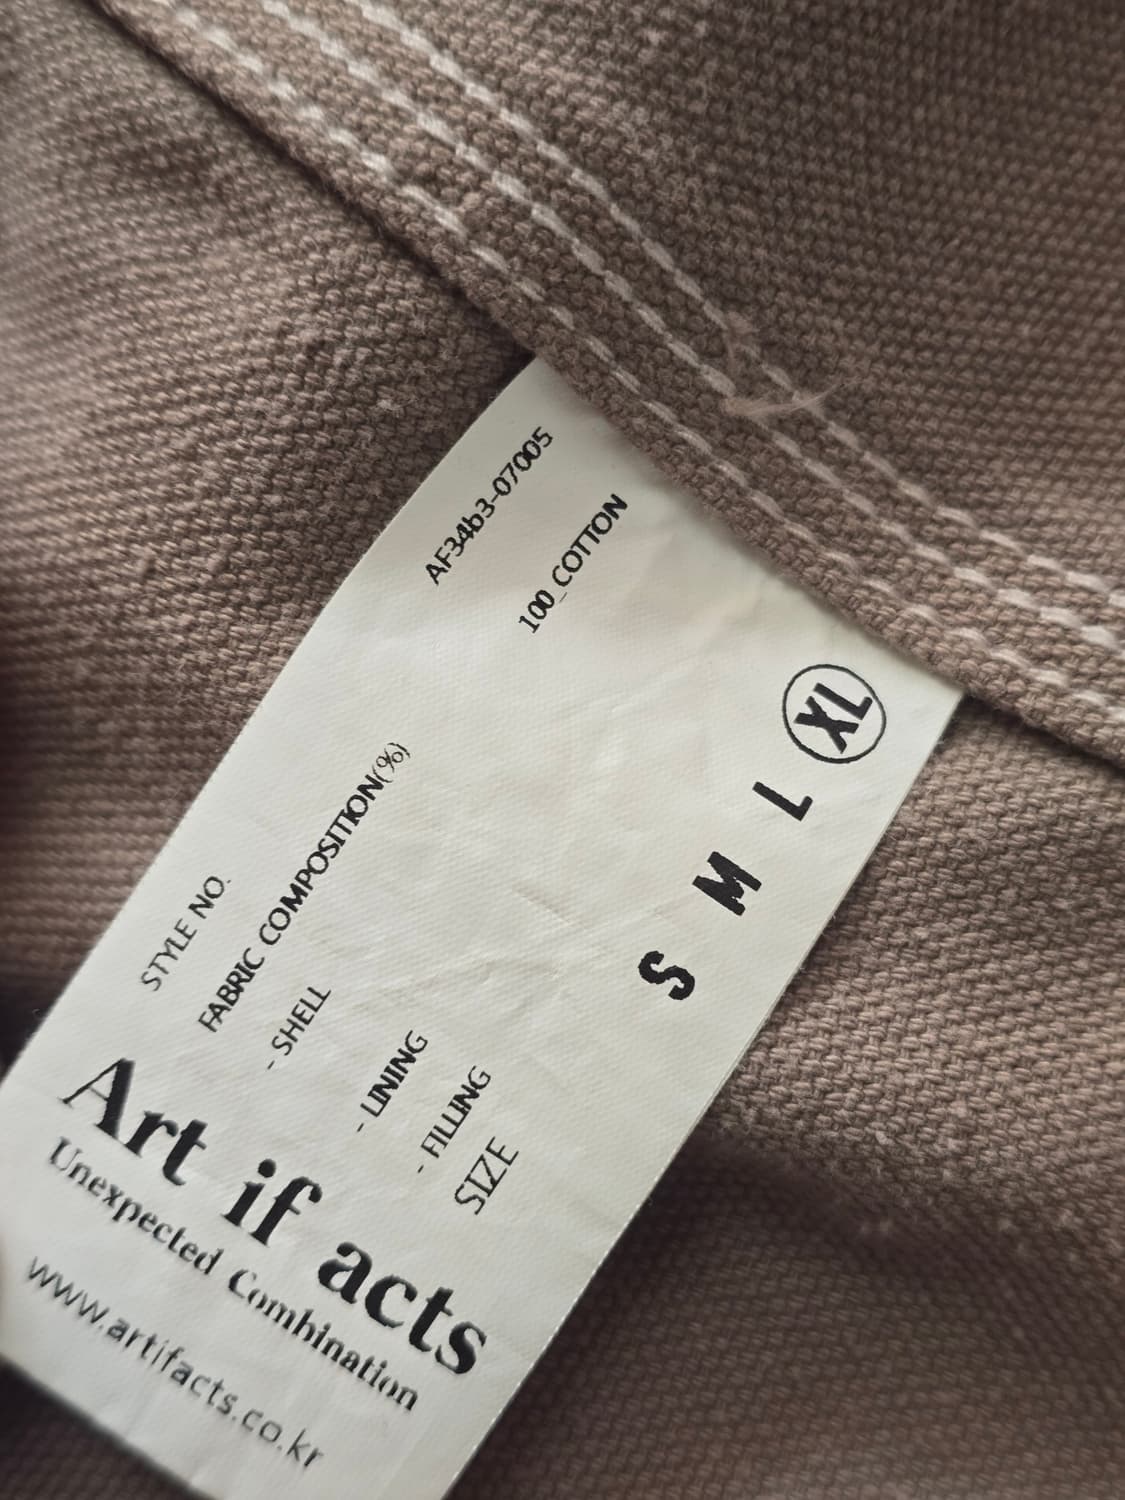 Art if acts
Unexpected Combination
www.artifacts.co.kr
STYLE NO. AF34b3-07005
FABRIC COMPOSITION(%)
- SHELL 100_COTTON
- LINING
- FILLING
SIZE S M L XL